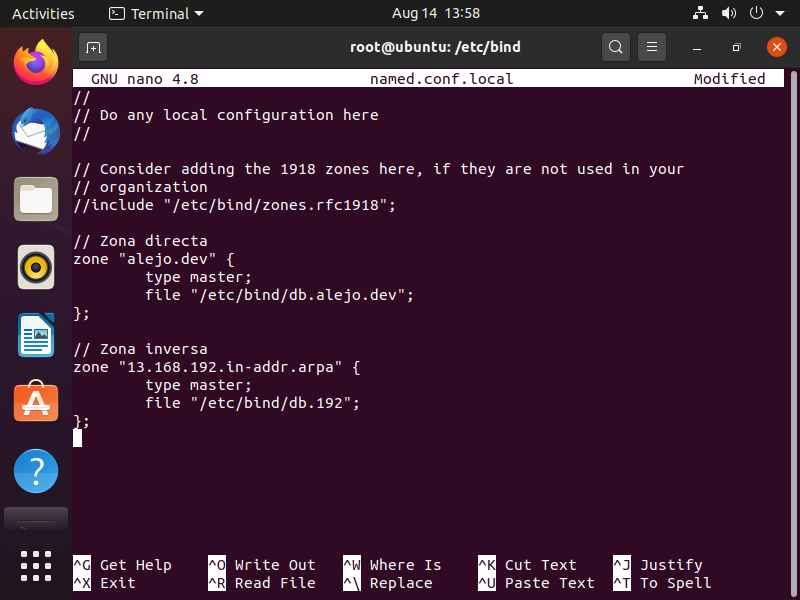 Activities Terminal Aug 14 13:58
root@ubuntu: /etc/bind
GNU nano 4.8 named.conf.local Modified
//
// Do any local configuration here
//
// Consider adding the 1918 zones here, if they are not used in your
// organization
//include "/etc/bind/zones.rfc1918";
// Zona directa
zone "alejo.dev" {
        type master;
        file "/etc/bind/db.alejo.dev";
};
// Zona inversa
zone "13.168.192.in-addr.arpa" {
        type master;
        file "/etc/bind/db.192";
};
^G Get Help ^O Write Out ^W Where Is ^K Cut Text ^J Justify
^X Exit ^R Read File ^\ Replace ^U Paste Text ^T To Spell